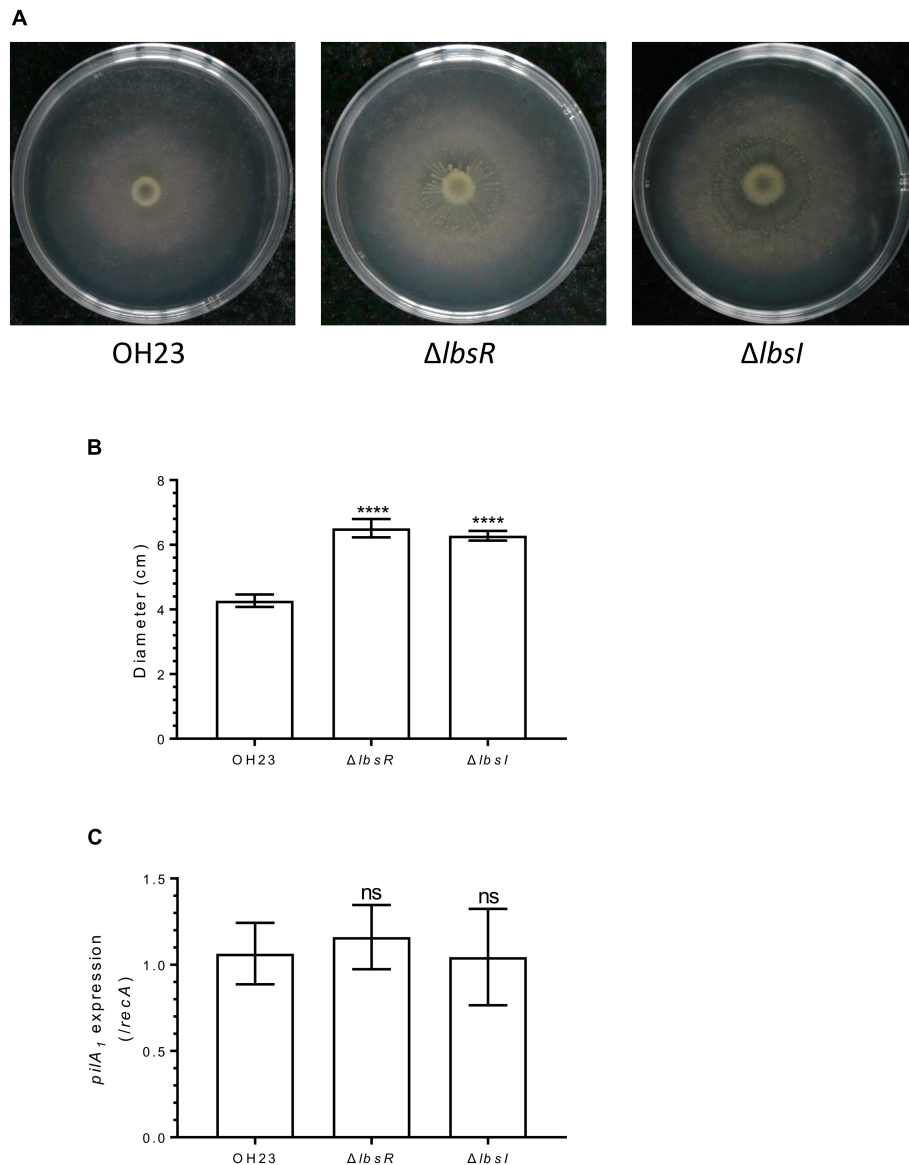 A
OH23 ΔlbsR ΔlbsI
B
8
6
4
2
0
Diameter (cm)
**** ****
OH23 ΔlbsR ΔlbsI
C
1.5
1.0
0.5
0.0
pilA1 expression
(/recA)
ns ns
OH23 ΔlbsR ΔlbsI